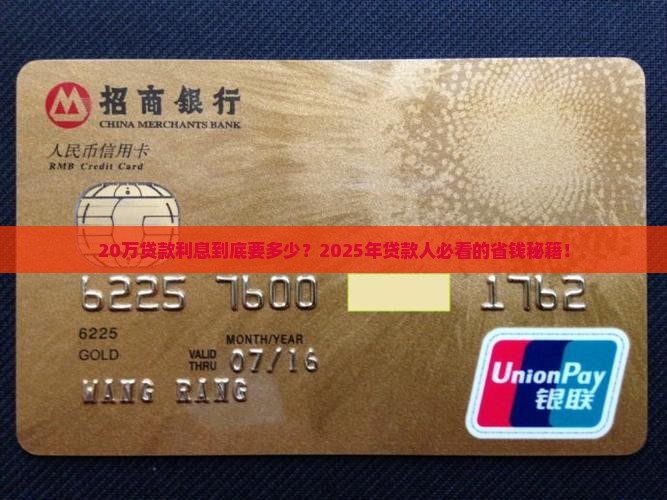 招商银行
CHINA MERCHANTS BANK
人民币信用卡
RMB Credit Card
20万贷款利息到底要多少？2025年贷款人必看的省钱秘籍！
6225 7600 1762
6225
MONTH/YEAR
GOLD VALID THRU 07/16
WANG RANG
UnionPay
银联